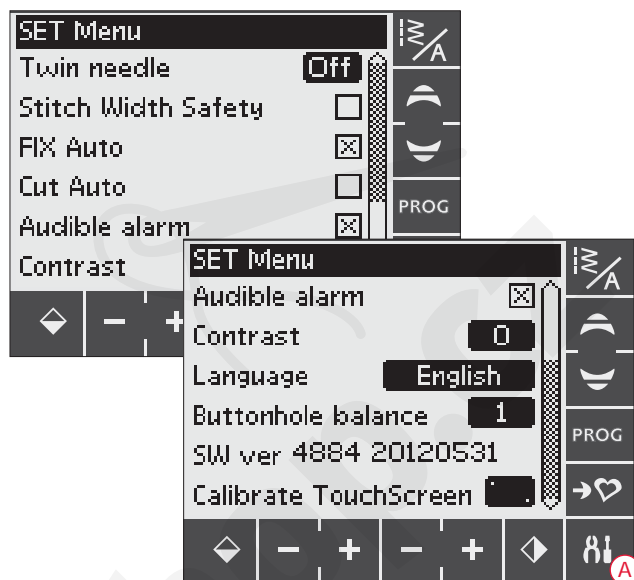 SET Menu
Twin needle Off
Stitch Width Safety
FIX Auto
Cut Auto
Audible alarm
Contrast
A
PROG
SET Menu
Audible alarm
Contrast 0
Language English
Buttonhole balance 1
SW ver 4884 20120531
Calibrate TouchScreen
A
PROG
A